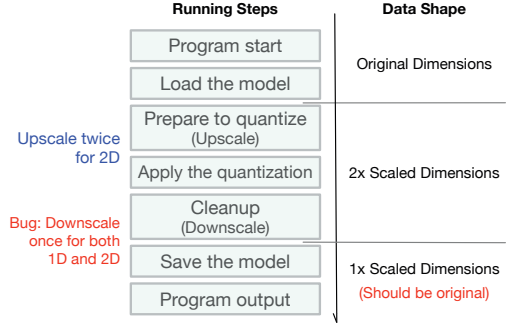 Running Steps
Data Shape
Program start
Load the model
Original Dimensions
Prepare to quantize
(Upscale)
Upscale twice
for 2D
Apply the quantization
2x Scaled Dimensions
Cleanup
(Downscale)
Bug: Downscale
once for both
1D and 2D
Save the model
1x Scaled Dimensions
(Should be original)
Program output